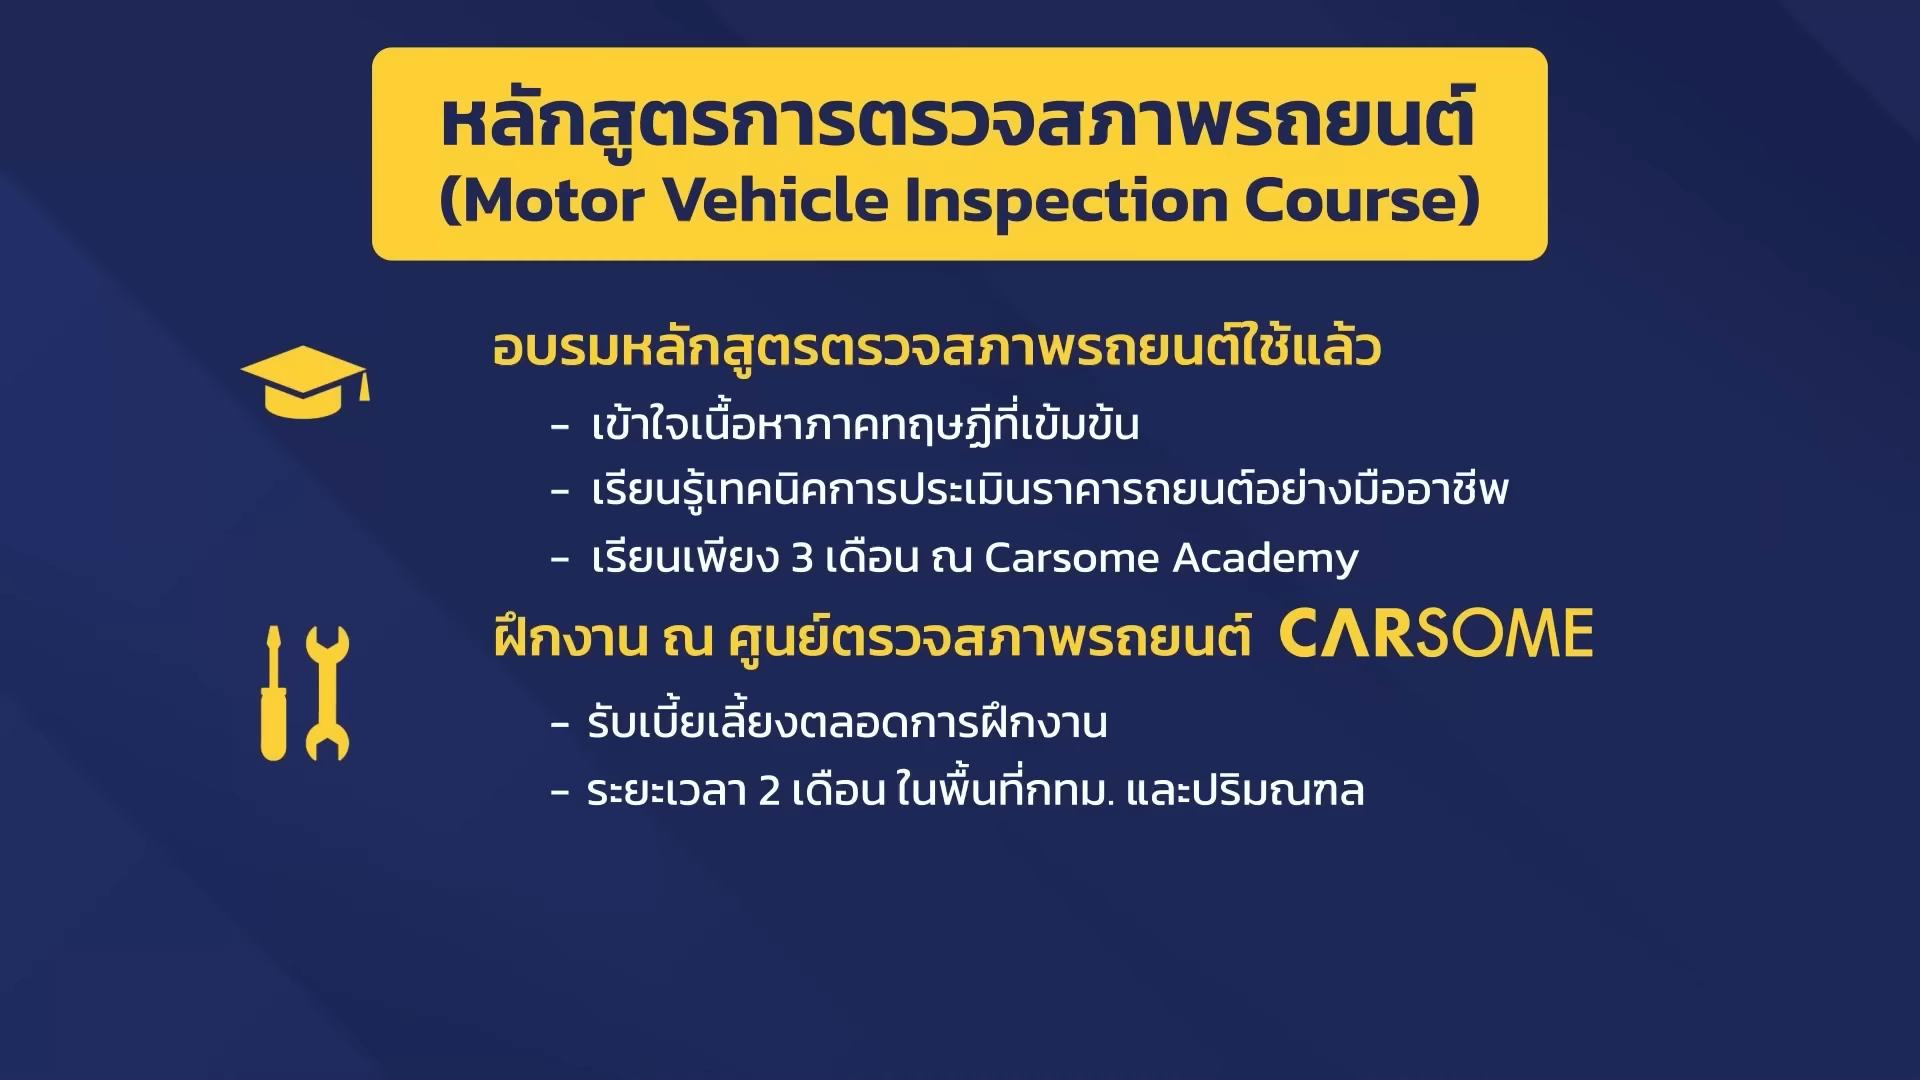 หลักสูตรการตรวจสภาพรถยนต์
(Motor Vehicle Inspection Course)
อบรมหลักสูตรตรวจสภาพรถยนต์ใช้แล้ว
- เข้าใจเนื้อหาภาคทฤษฎีที่เข้มข้น
- เรียนรู้เทคนิคการประเมินราคารถยนต์อย่างมืออาชีพ
- เรียนเพียง 3 เดือน ณ Carsome Academy
ฝึกงาน ณ ศูนย์ตรวจสภาพรถยนต์ CARSOME
- รับเบี้ยเลี้ยงตลอดการฝึกงาน
- ระยะเวลา 2 เดือน ในพื้นที่กทม. และปริมณฑล